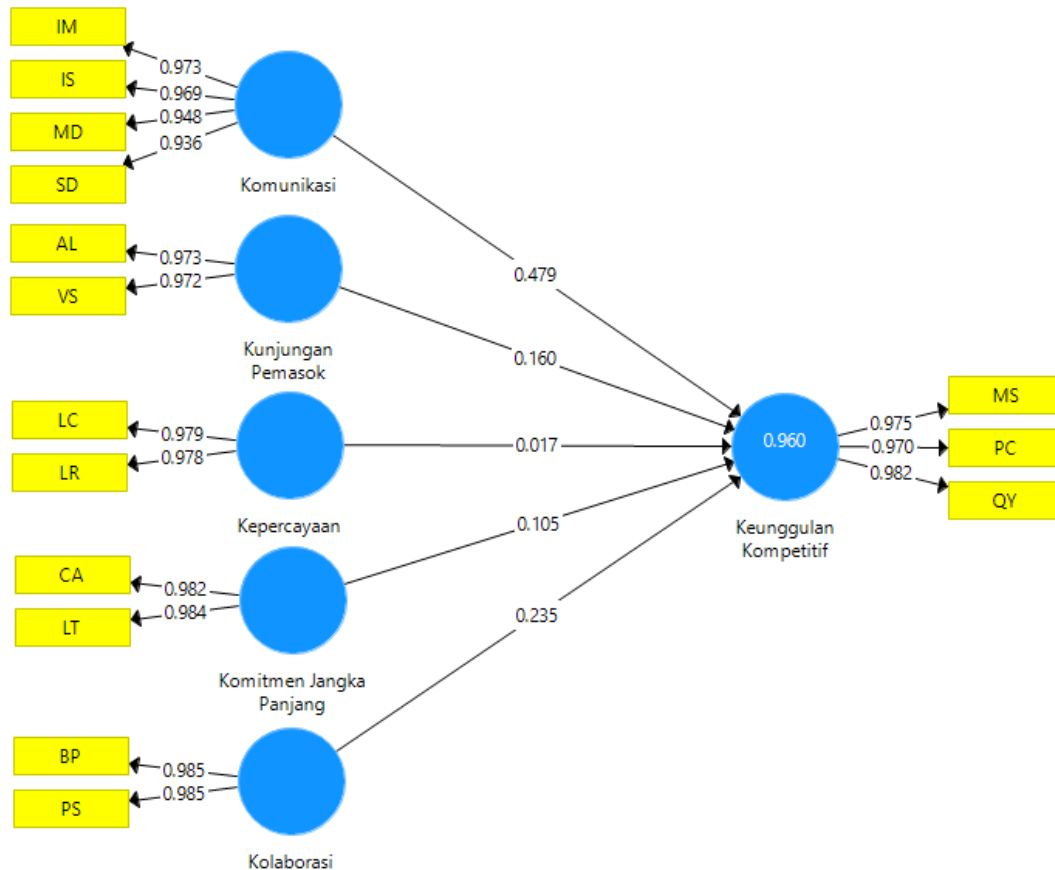 IM
0.973
IS
0.969
MD
0.948
SD
0.936
Komunikasi
AL
0.973
VS
0.972
Kunjungan
Pemasok
LC
0.979
LR
0.978
Kepercayaan
CA
0.982
LT
0.984
Komitmen Jangka
Panjang
BP
0.985
PS
0.985
Kolaborasi
0.479
0.160
0.017
0.105
0.235
0.960
Keunggulan
Kompetitif
0.975
MS
0.970
PC
0.982
QY